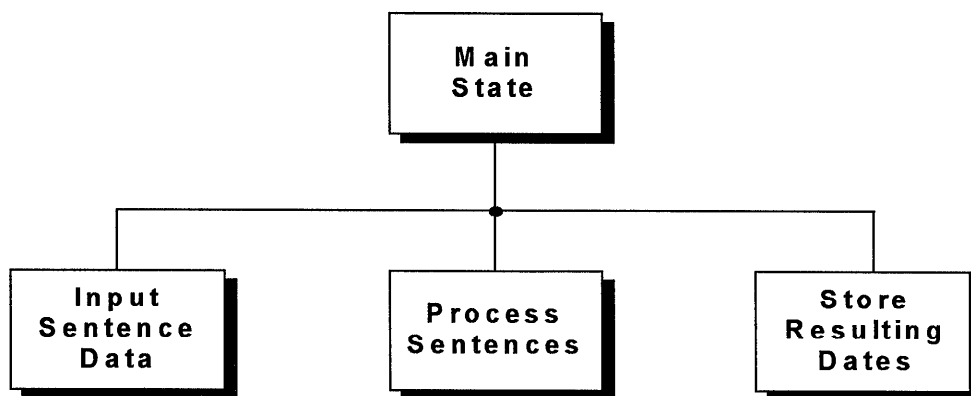 Main
State
Input
Sentence
Data
Process
Sentences
Store
Resulting
Dates